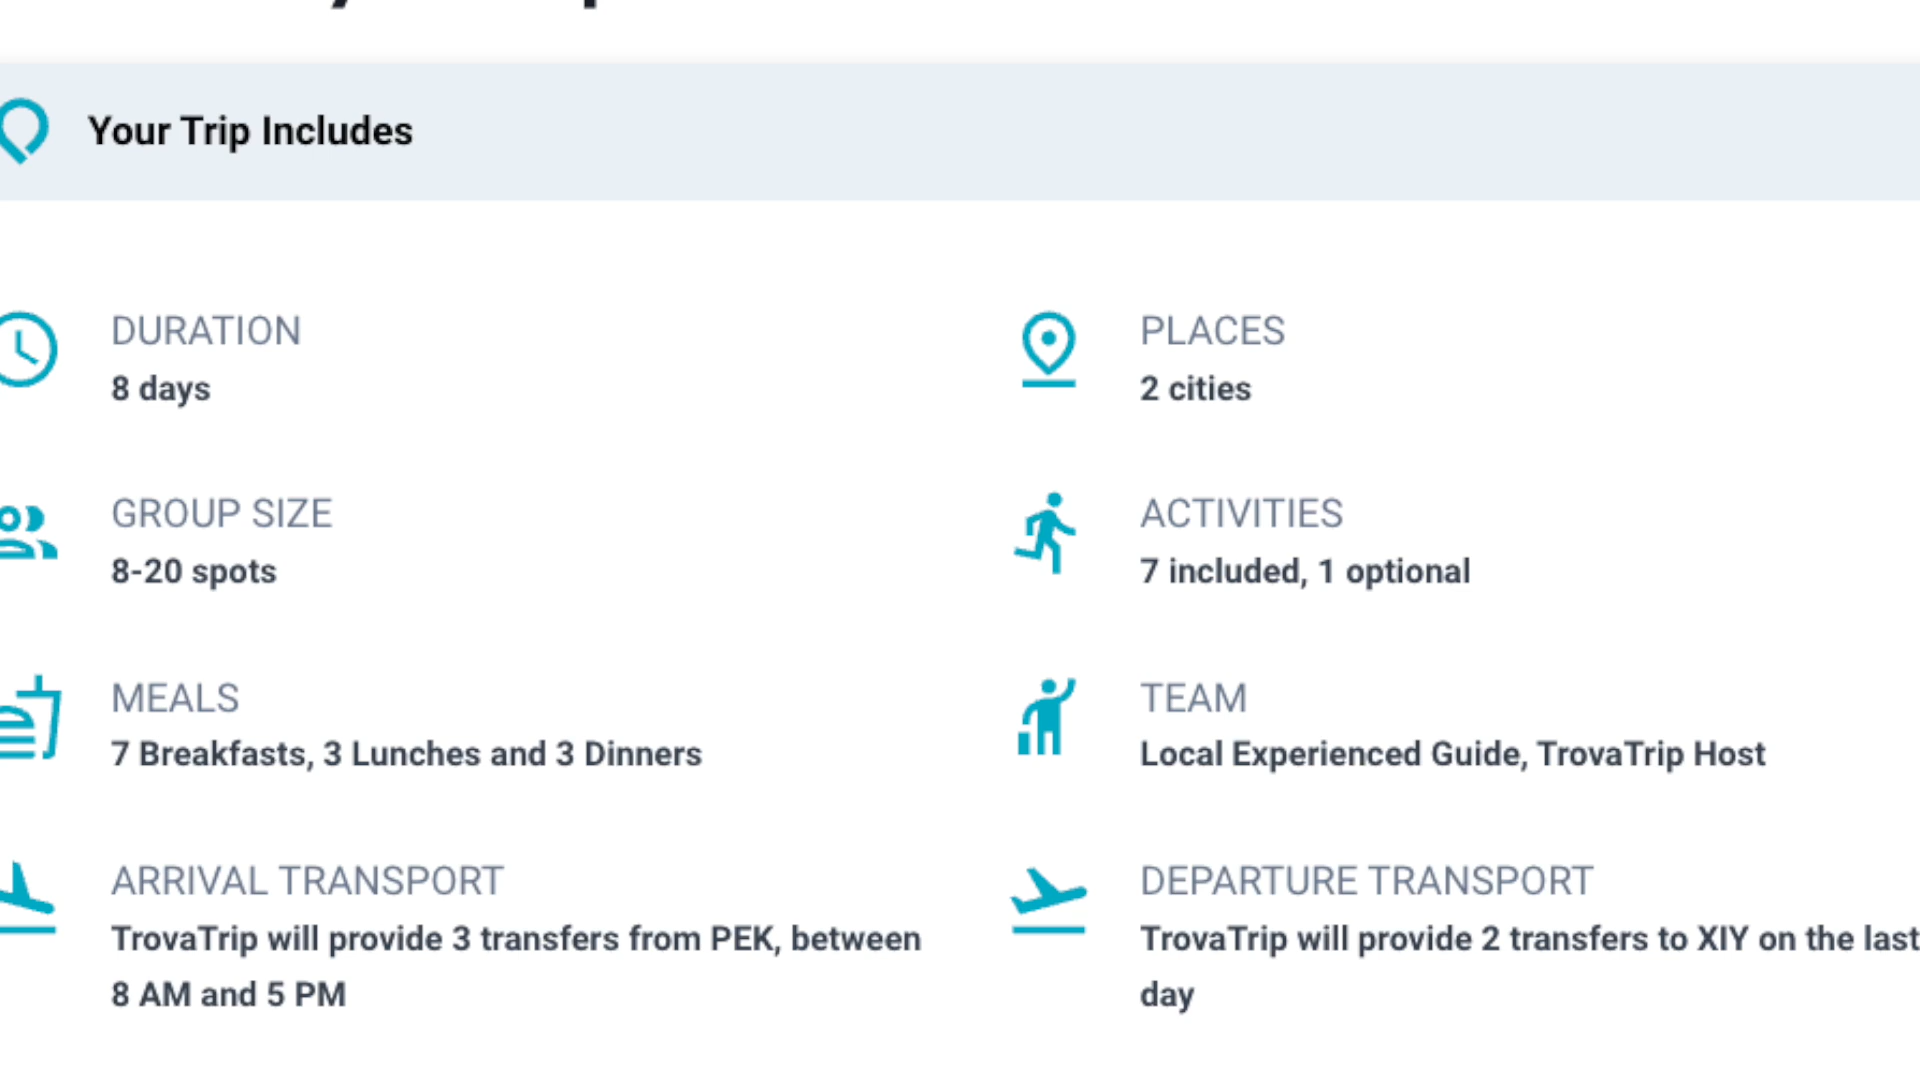 Your Trip Includes
DURATION
8 days
PLACES
2 cities
GROUP SIZE
8-20 spots
ACTIVITIES
7 included, 1 optional
MEALS
7 Breakfasts, 3 Lunches and 3 Dinners
TEAM
Local Experienced Guide, TrovaTrip Host
ARRIVAL TRANSPORT
TrovaTrip will provide 3 transfers from PEK, between
8 AM and 5 PM
DEPARTURE TRANSPORT
TrovaTrip will provide 2 transfers to XIY on the last
day